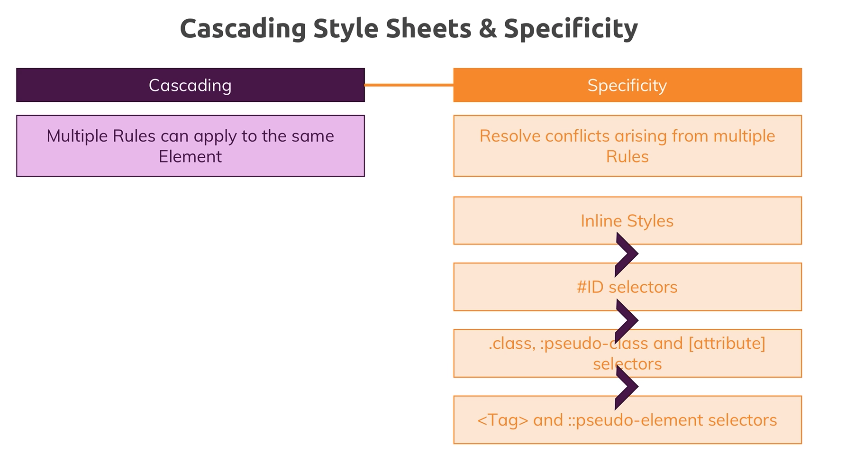 Cascading Style Sheets & Specificity
Cascading
Specificity
Multiple Rules can apply to the same
Element
Resolve conflicts arising from multiple
Rules
Inline Styles
#ID selectors
.class, :pseudo-class and [attribute]
selectors
<Tag> and ::pseudo-element selectors